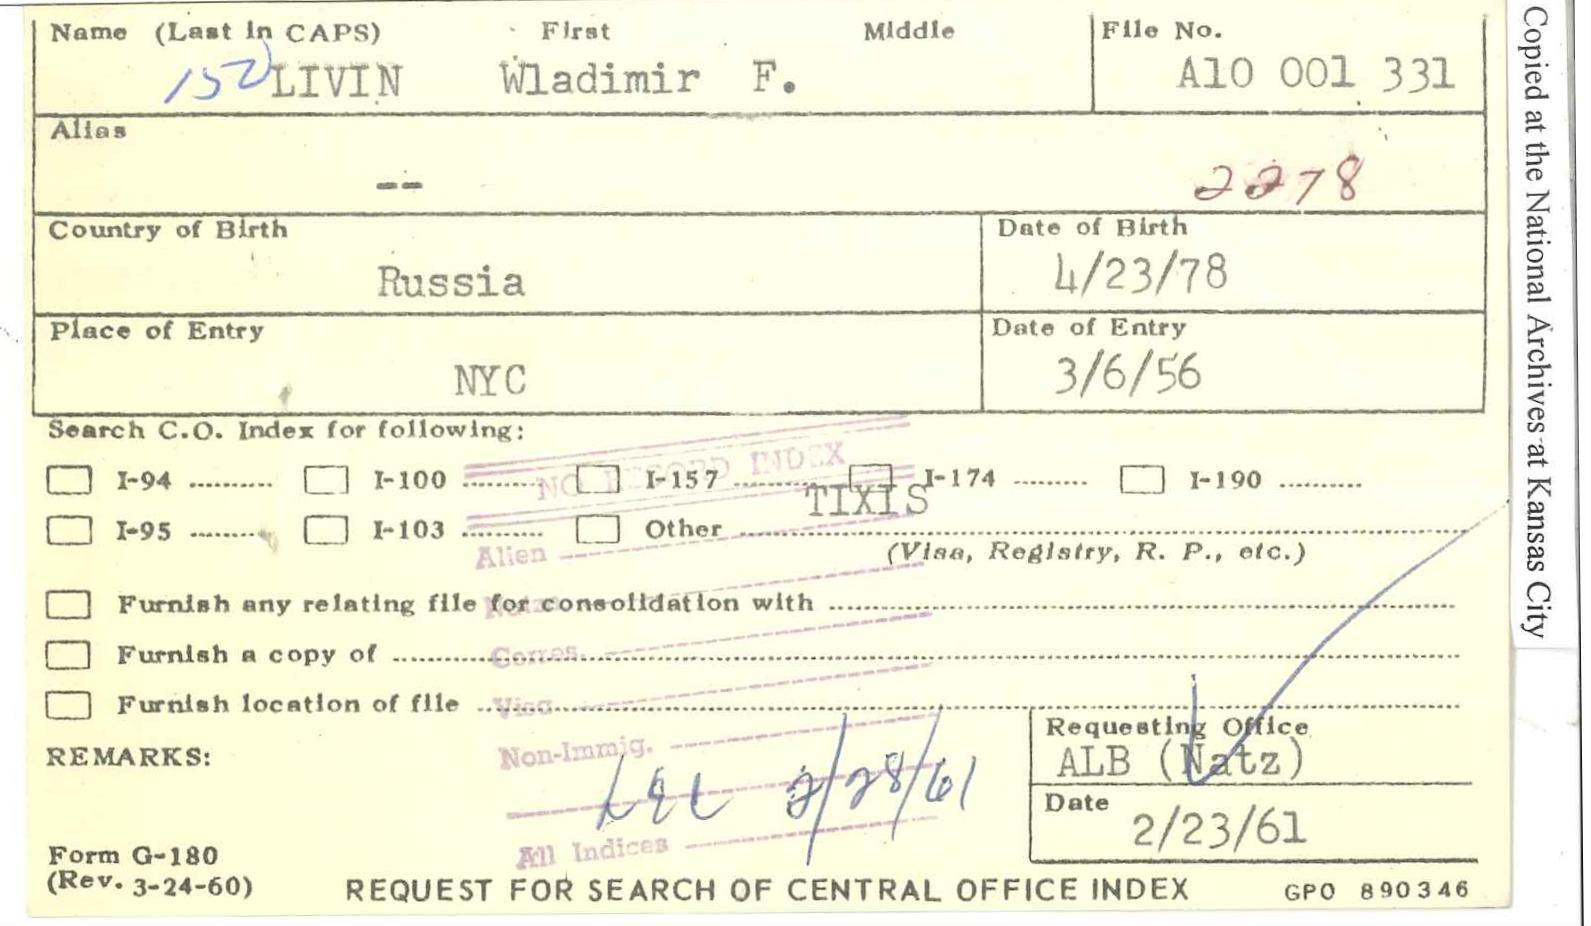 Name (Last in CAPS) First Middle File No.
150 LIVIN Wladimir F. A10 001 331
Alias
--
2278
Country of Birth Date of Birth
Russia 4/23/78
Place of Entry Date of Entry
NYC 3/6/56
Search C.O. Index for following:
NO RECORD INDEX
I-94 I-100 I-157 I-174 I-190
TIXIS
I-95 I-103 Other
Alien
(Visa, Registry, R. P., etc.)
Furnish any relating file for consolidation with
Furnish a copy of
Corres.
Furnish location of file
Visa
Requesting Office
REMARKS: Non-Immig. ALB (Natz)
2/28/61
Date
2/23/61
All Indices
Form G-180
(Rev. 3-24-60) REQUEST FOR SEARCH OF CENTRAL OFFICE INDEX GPO 890346
Copied at the National Archives at Kansas City